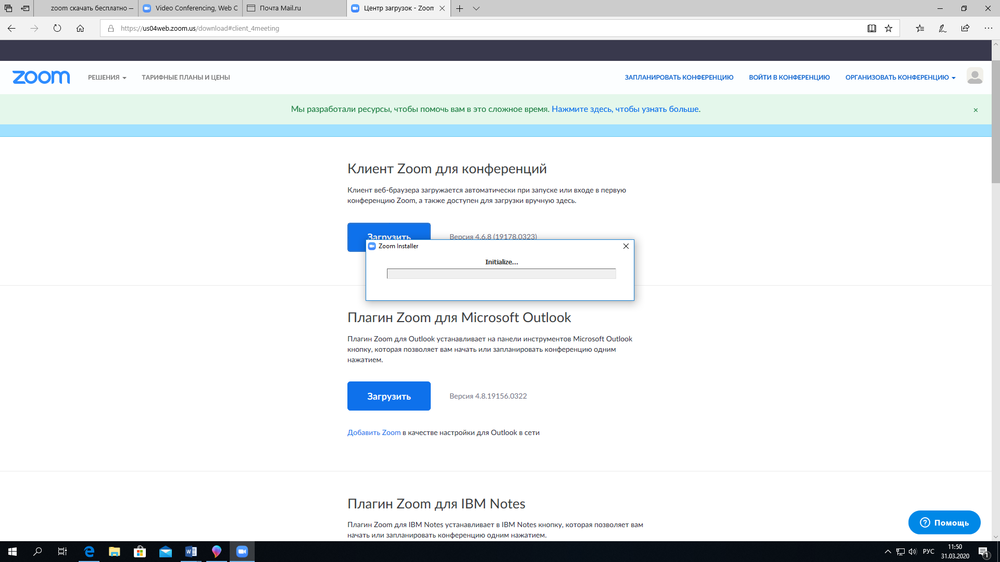 zoom скачать бесплатно —
Video Conferencing, Web C
Почта Mail.ru
Центр загрузок - Zoom
https://us04web.zoom.us/download#client_4meeting
zoom
РЕШЕНИЯ
ТАРИФНЫЕ ПЛАНЫ И ЦЕНЫ
ЗАПЛАНИРОВАТЬ КОНФЕРЕНЦИЮ
ВОЙТИ В КОНФЕРЕНЦИЮ
ОРГАНИЗОВАТЬ КОНФЕРЕНЦИЮ
Мы разработали ресурсы, чтобы помочь вам в это сложное время. Нажмите здесь, чтобы узнать больше.
Клиент Zoom для конференций
Клиент веб-браузера загружается автоматически при запуске или входе в первую
конференцию Zoom, а также доступен для загрузки вручную здесь.
Загрузить
Версия 4.6.8 (19178.0323)
Zoom Installer
Initialize...
Плагин Zoom для Microsoft Outlook
Плагин Zoom для Outlook устанавливает на панели инструментов Microsoft Outlook
кнопку, которая позволяет вам начать или запланировать конференцию одним
нажатием.
Загрузить
Версия 4.8.19156.0322
Добавить Zoom в качестве настройки для Outlook в сети
Плагин Zoom для IBM Notes
Плагин Zoom для IBM Notes устанавливает в IBM Notes кнопку, которая позволяет вам
начать или запланировать конференцию одним нажатием.
Помощь
РУС
11:50
31.03.2020
1